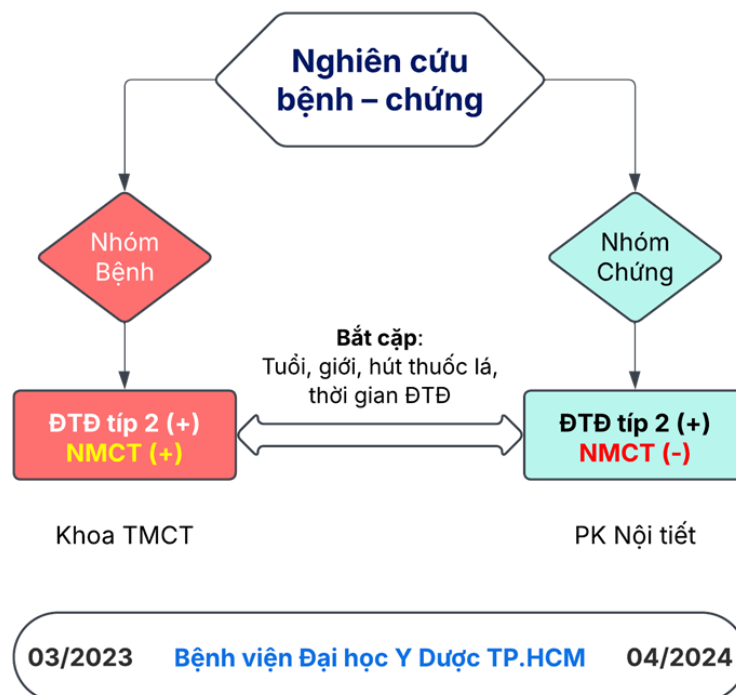 Nghiên cứu
bệnh – chứng
Nhóm
Bệnh
Nhóm
Chứng
Bắt cặp:
Tuổi, giới, hút thuốc lá,
thời gian ĐTĐ
ĐTĐ típ 2 (+)
NMCT (+)
ĐTĐ típ 2 (+)
NMCT (-)
Khoa TMCT
PK Nội tiết
03/2023 Bệnh viện Đại học Y Dược TP.HCM 04/2024